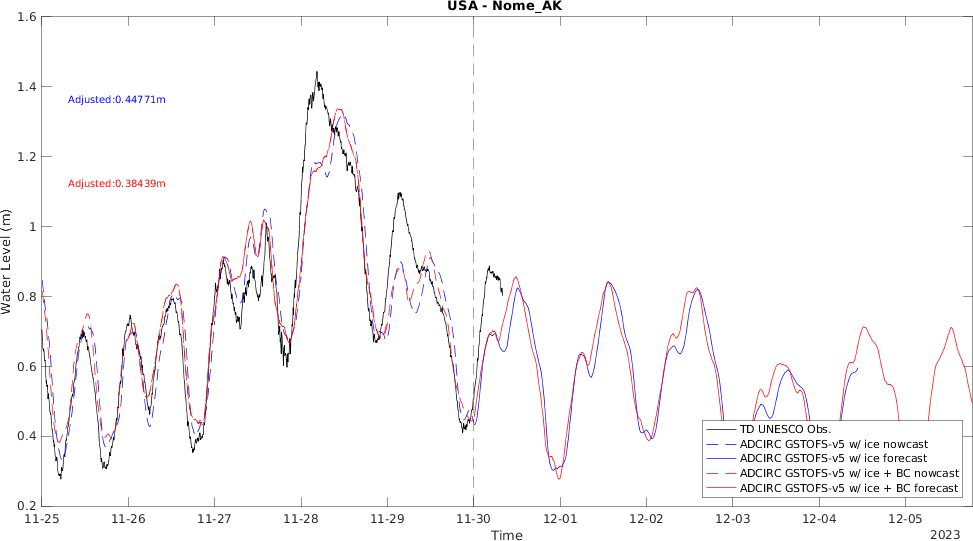 USA - Nome_AK
1.6
1.4
1.2
1
0.8
0.6
0.4
0.2
Water Level (m)
Adjusted:0.44771m
Adjusted:0.38439m
TD UNESCO Obs.
ADCIRC GSTOFS-v5 w/ ice nowcast
ADCIRC GSTOFS-v5 w/ ice forecast
ADCIRC GSTOFS-v5 w/ ice + BC nowcast
ADCIRC GSTOFS-v5 w/ ice + BC forecast
11-25 11-26 11-27 11-28 11-29 11-30 12-01 12-02 12-03 12-04 12-05
Time
2023